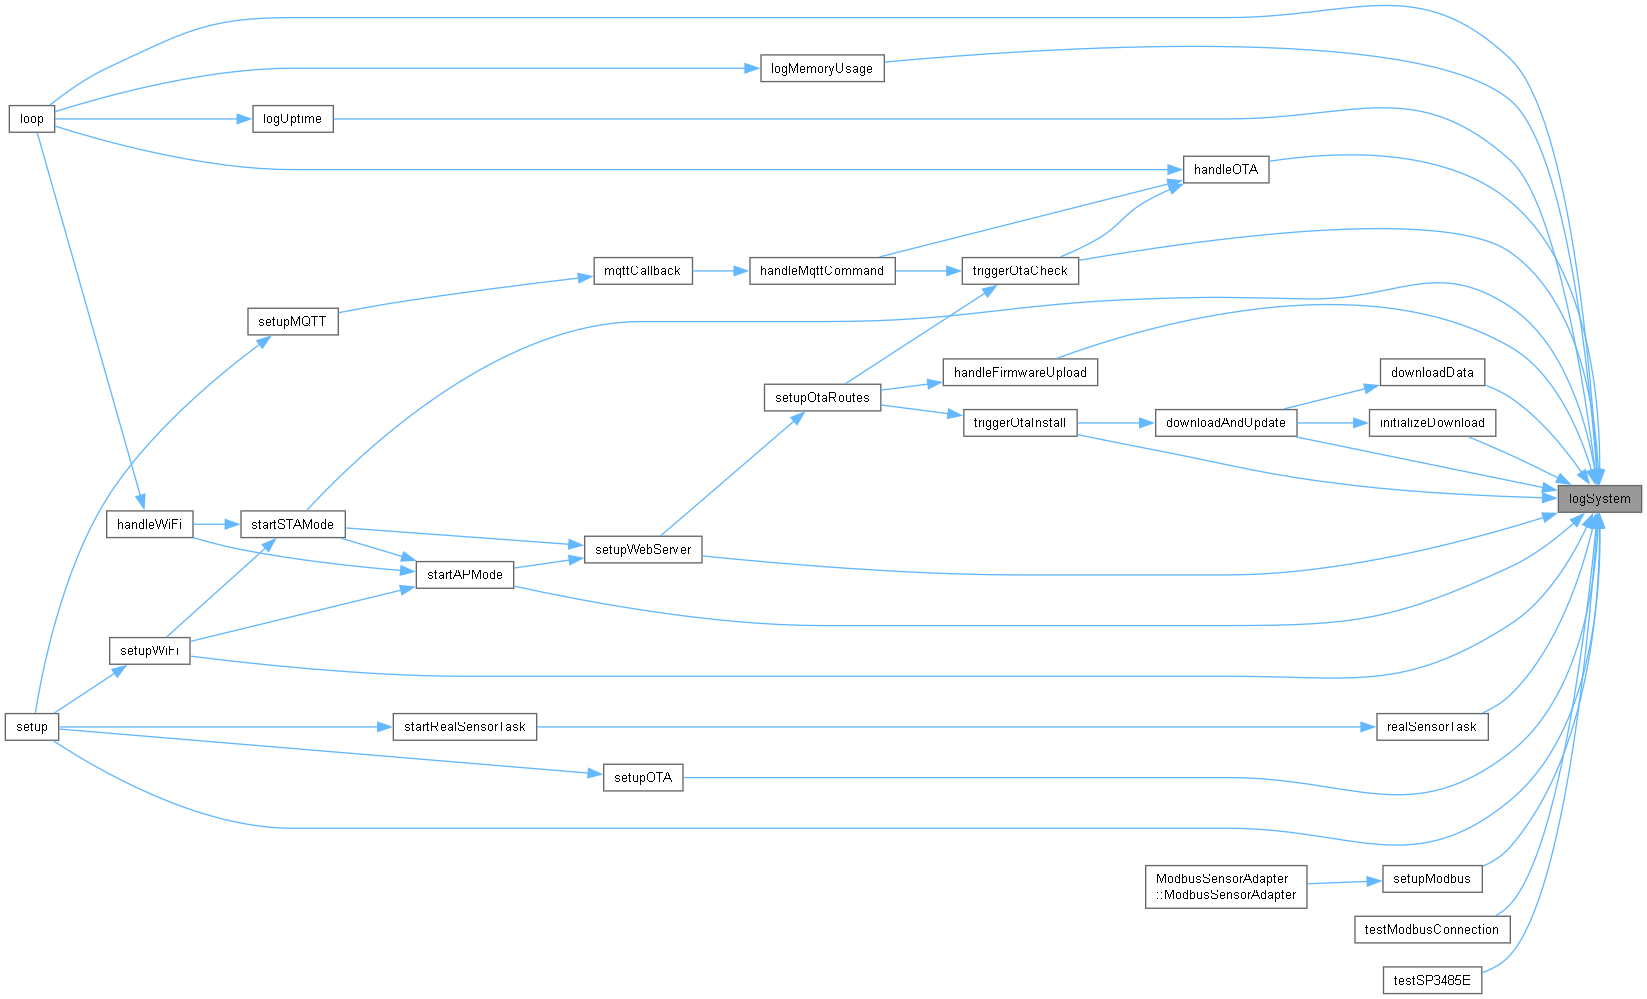 logMemoryUsage
loop
logUptime
handleOTA
mqttCallback
handleMqttCommand
triggerOtaCheck
setupMQTT
handleFirmwareUpload
downloadData
setupOtaRoutes
triggerOtaInstall
downloadAndUpdate
initializeDownload
logSystem
handleWiFi
startSTAMode
setupWebServer
startAPMode
setupWiFi
setup
startRealSensorTask
realSensorTask
setupOTA
ModbusSensorAdapter
::ModbusSensorAdapter
setupModbus
testModbusConnection
testSP3485E